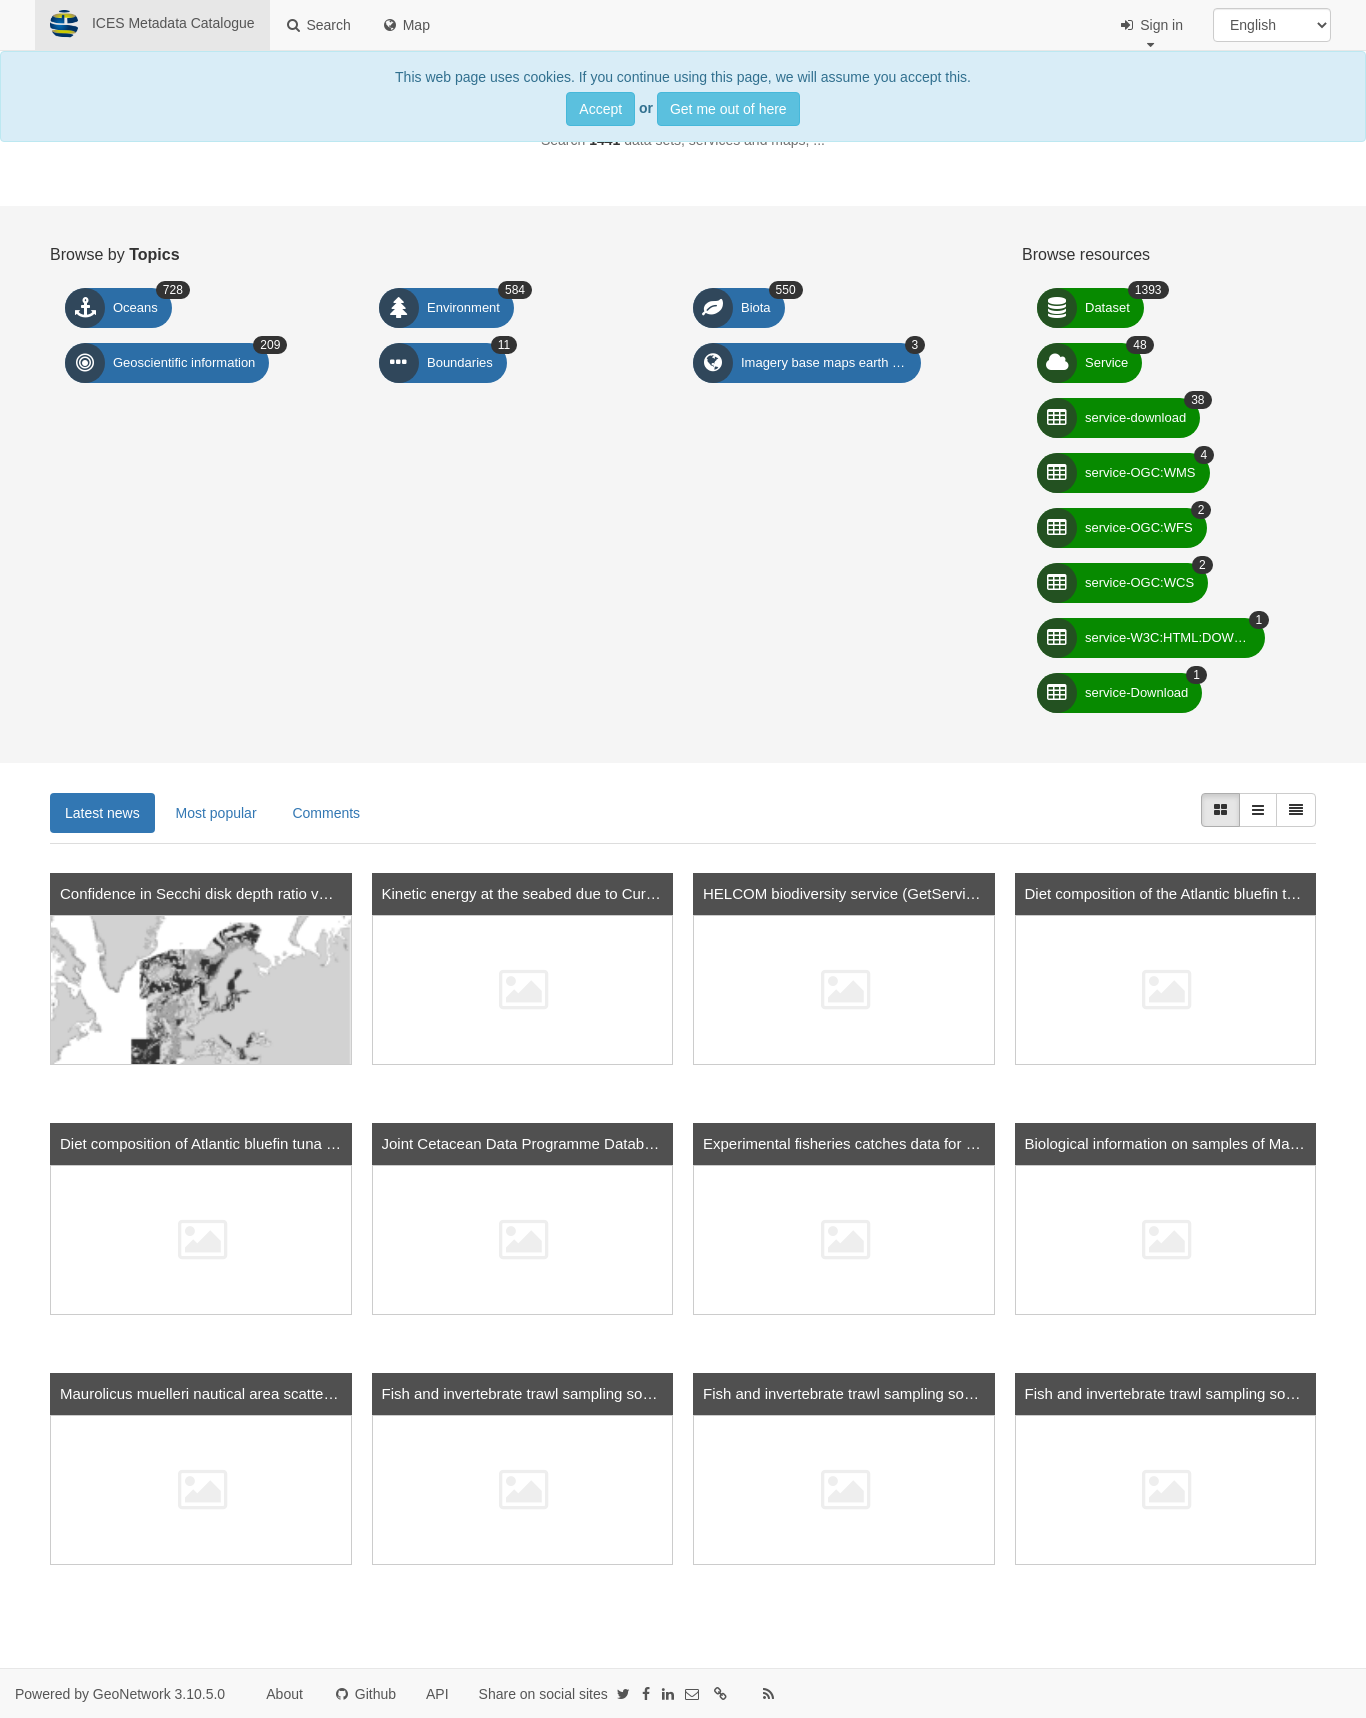 ICES Metadata Catalogue Search Map Sign in English
This web page uses cookies. If you continue using this page, we will assume you accept this.
Accept or Get me out of here
Search 1441 data sets, services and maps, ...
Browse by Topics
Oceans 728
Environment 584
Biota 550
Geoscientific information 209
Boundaries 11
Imagery base maps earth … 3
Browse resources
Dataset 1393
Service 48
service-download 38
service-OGC:WMS 4
service-OGC:WFS 2
service-OGC:WCS 2
service-W3C:HTML:DOW… 1
service-Download 1
Latest news Most popular Comments
Confidence in Secchi disk depth ratio v…
Kinetic energy at the seabed due to Cur…
HELCOM biodiversity service (GetServi…
Diet composition of the Atlantic bluefin t…
Diet composition of Atlantic bluefin tuna …
Joint Cetacean Data Programme Datab…
Experimental fisheries catches data for …
Biological information on samples of Ma…
Maurolicus muelleri nautical area scatte…
Fish and invertebrate trawl sampling so…
Fish and invertebrate trawl sampling so…
Fish and invertebrate trawl sampling so…
Powered by GeoNetwork 3.10.5.0 About Github API Share on social sites